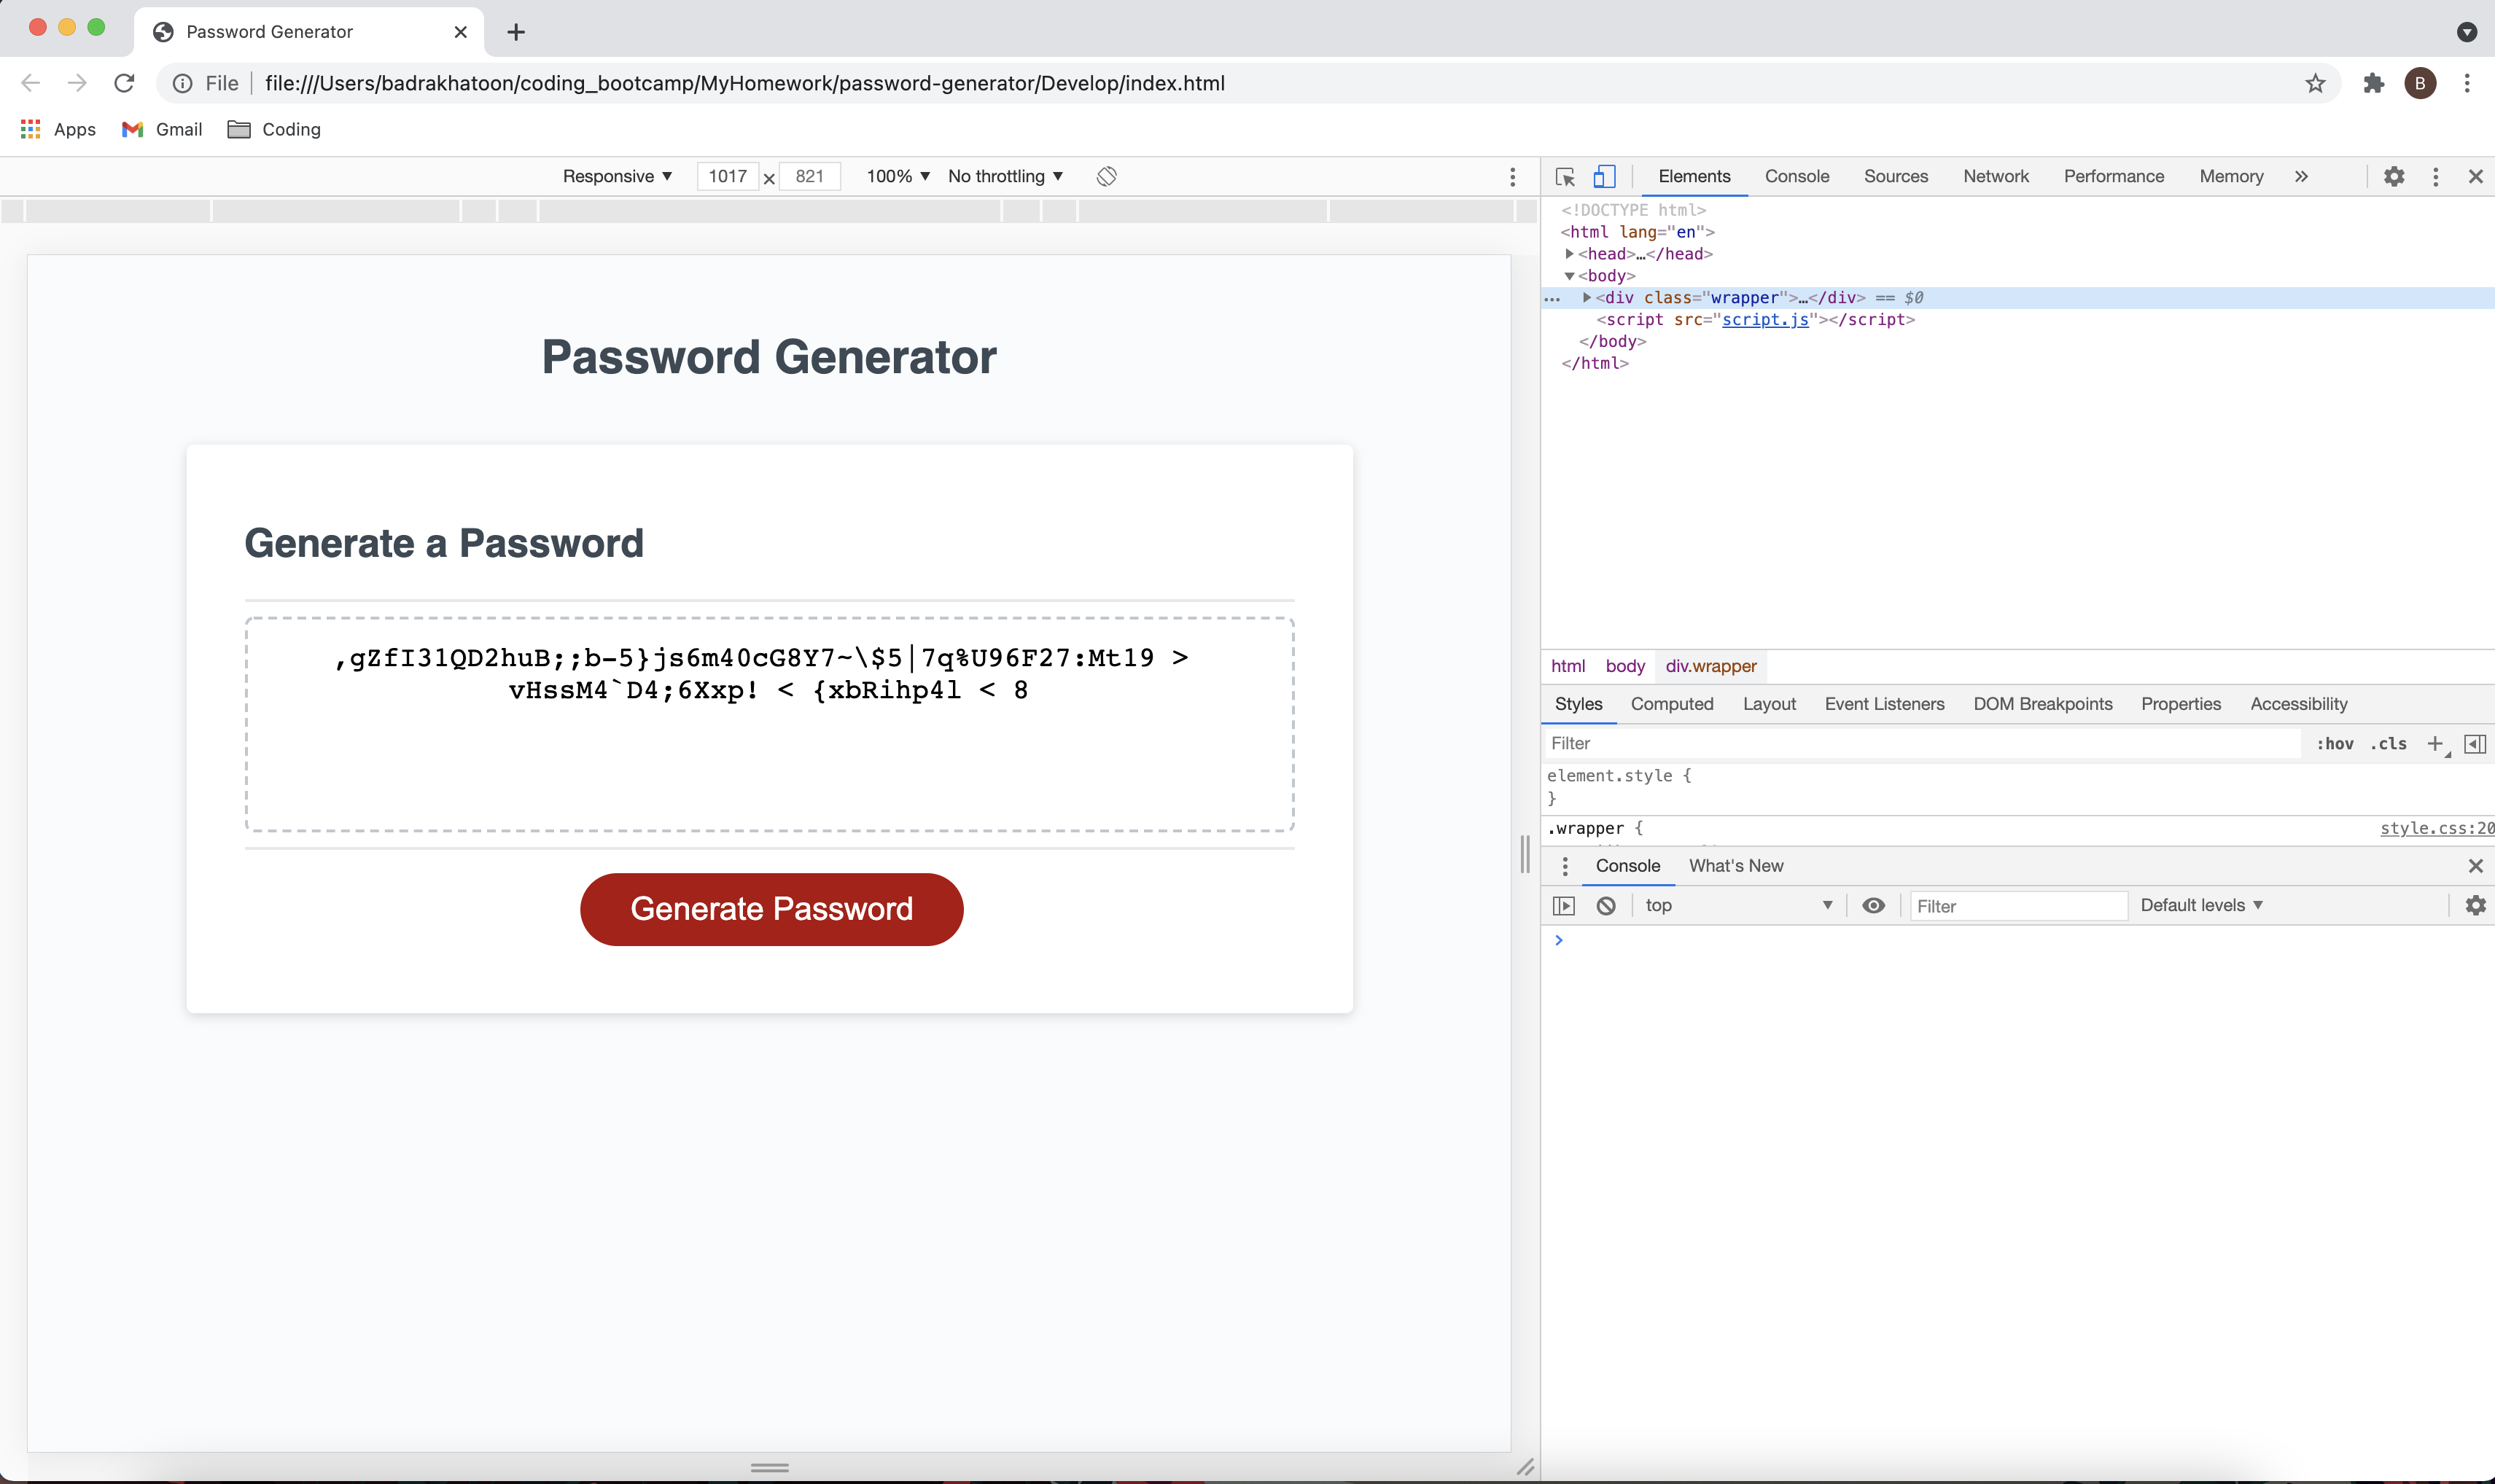 Password Generator
File file:///Users/badrakhatoon/coding_bootcamp/MyHomework/password-generator/Develop/index.html B
Apps Gmail Coding
Responsive ▼ 1017 × 821 100% ▼ No throttling ▼
Elements Console Sources Network Performance Memory »
<!DOCTYPE html>
<html lang="en">
<head>…</head>
<body>
<div class="wrapper">…</div> == $0
<script src="script.js"></script>
</body>
</html>
Password Generator
Generate a Password
,gZfI31QD2huB;;b-5}js6m40cG8Y7~\$5|7q%U96F27:Mt19 >
vHssM4`D4;6Xxp! < {xbRihp4l < 8
Generate Password
html body div.wrapper
Styles Computed Layout Event Listeners DOM Breakpoints Properties Accessibility
Filter :hov .cls +
element.style {
}
.wrapper { style.css:20
Console What's New
top ▼ Filter Default levels ▼
>